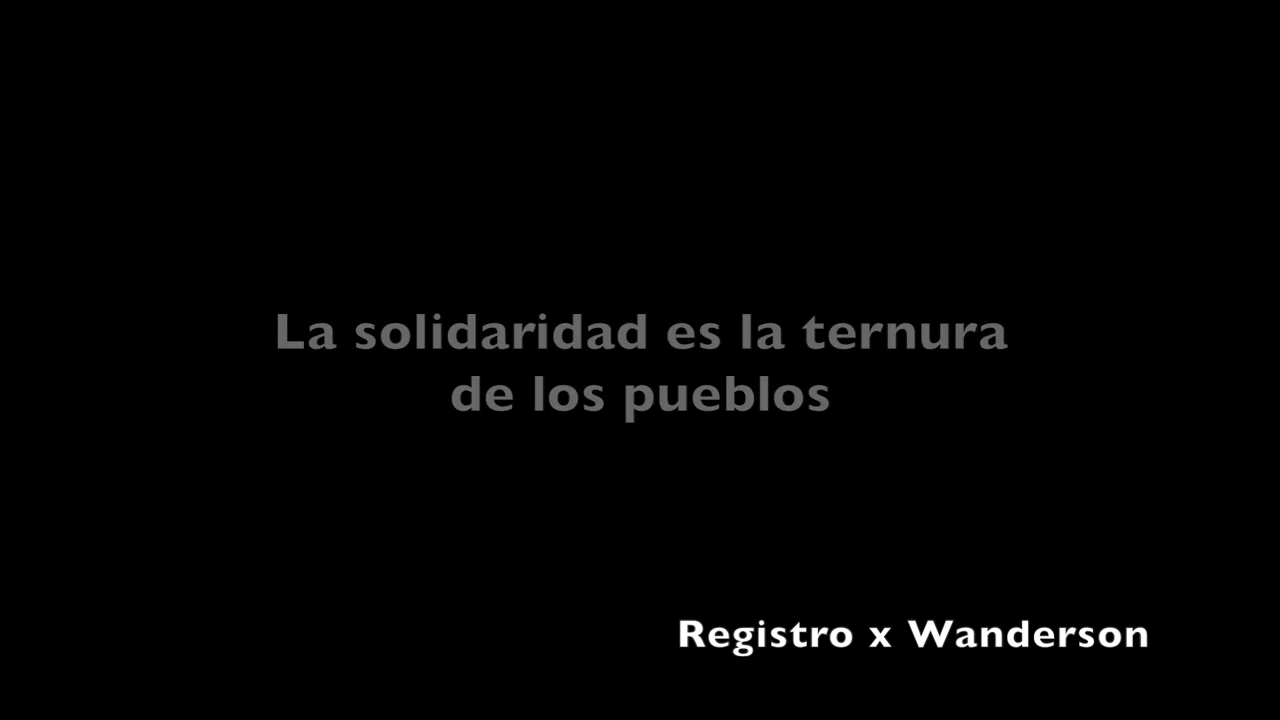 La solidaridad es la ternura
de los pueblos
Registro x Wanderson